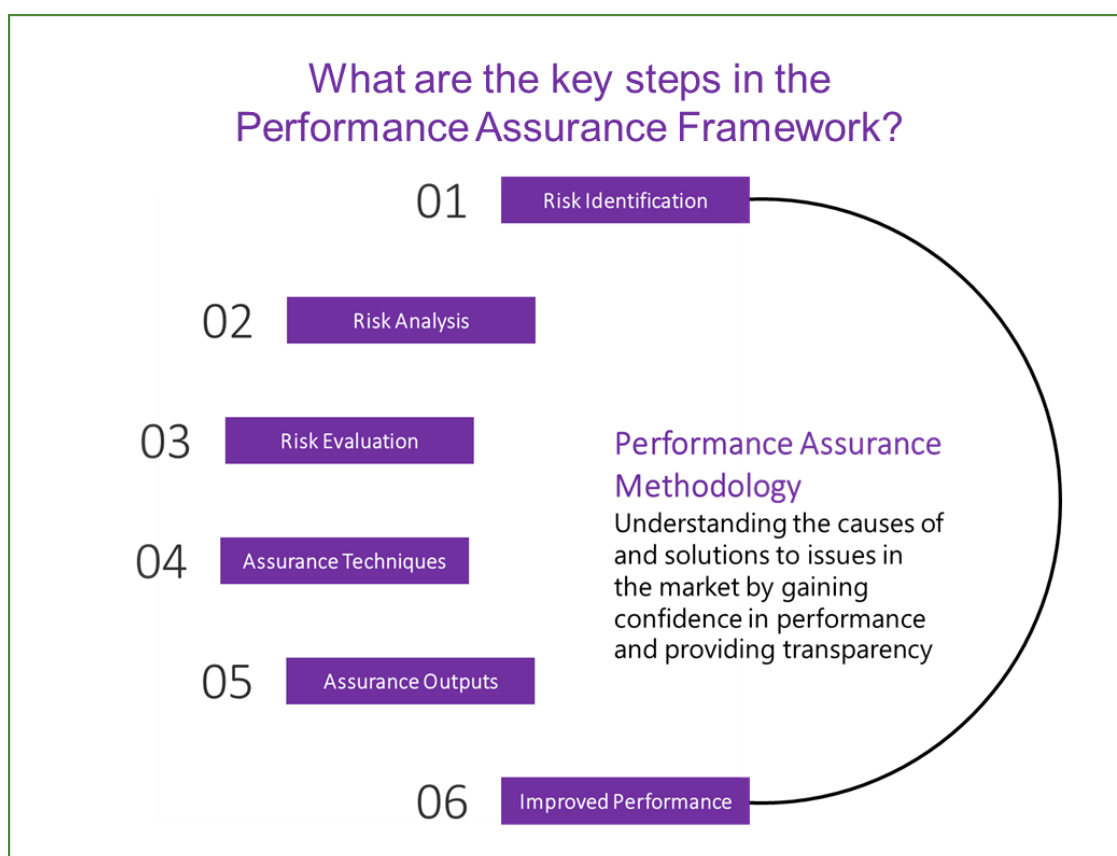 What are the key steps in the
Performance Assurance Framework?
01 Risk Identification
02 Risk Analysis
03 Risk Evaluation
Performance Assurance
Methodology
Understanding the causes of
and solutions to issues in
the market by gaining
confidence in performance
and providing transparency
04 Assurance Techniques
05 Assurance Outputs
06 Improved Performance